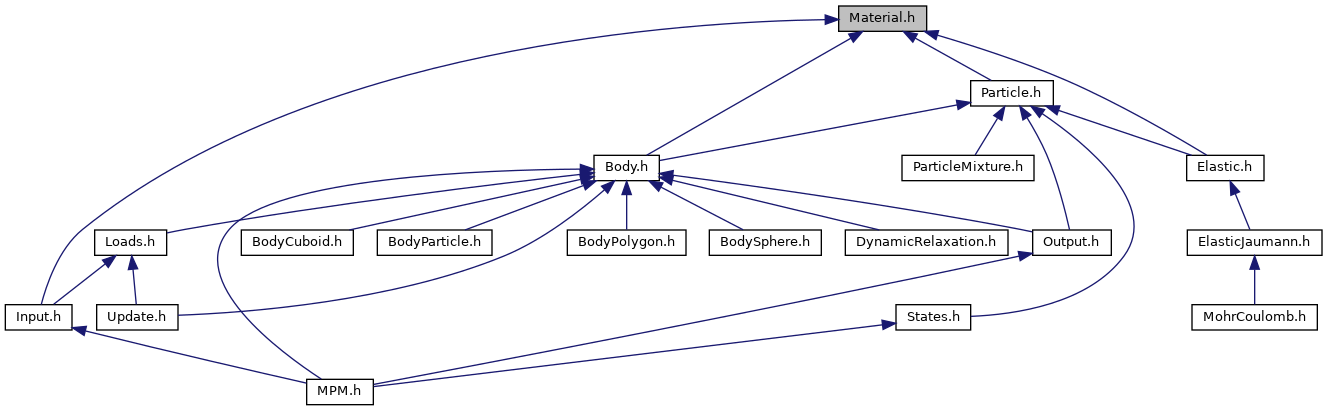 Material.h
Particle.h
Body.h
ParticleMixture.h
Elastic.h
Loads.h
BodyCuboid.h
BodyParticle.h
BodyPolygon.h
BodySphere.h
DynamicRelaxation.h
Output.h
ElasticJaumann.h
Input.h
Update.h
States.h
MohrCoulomb.h
MPM.h